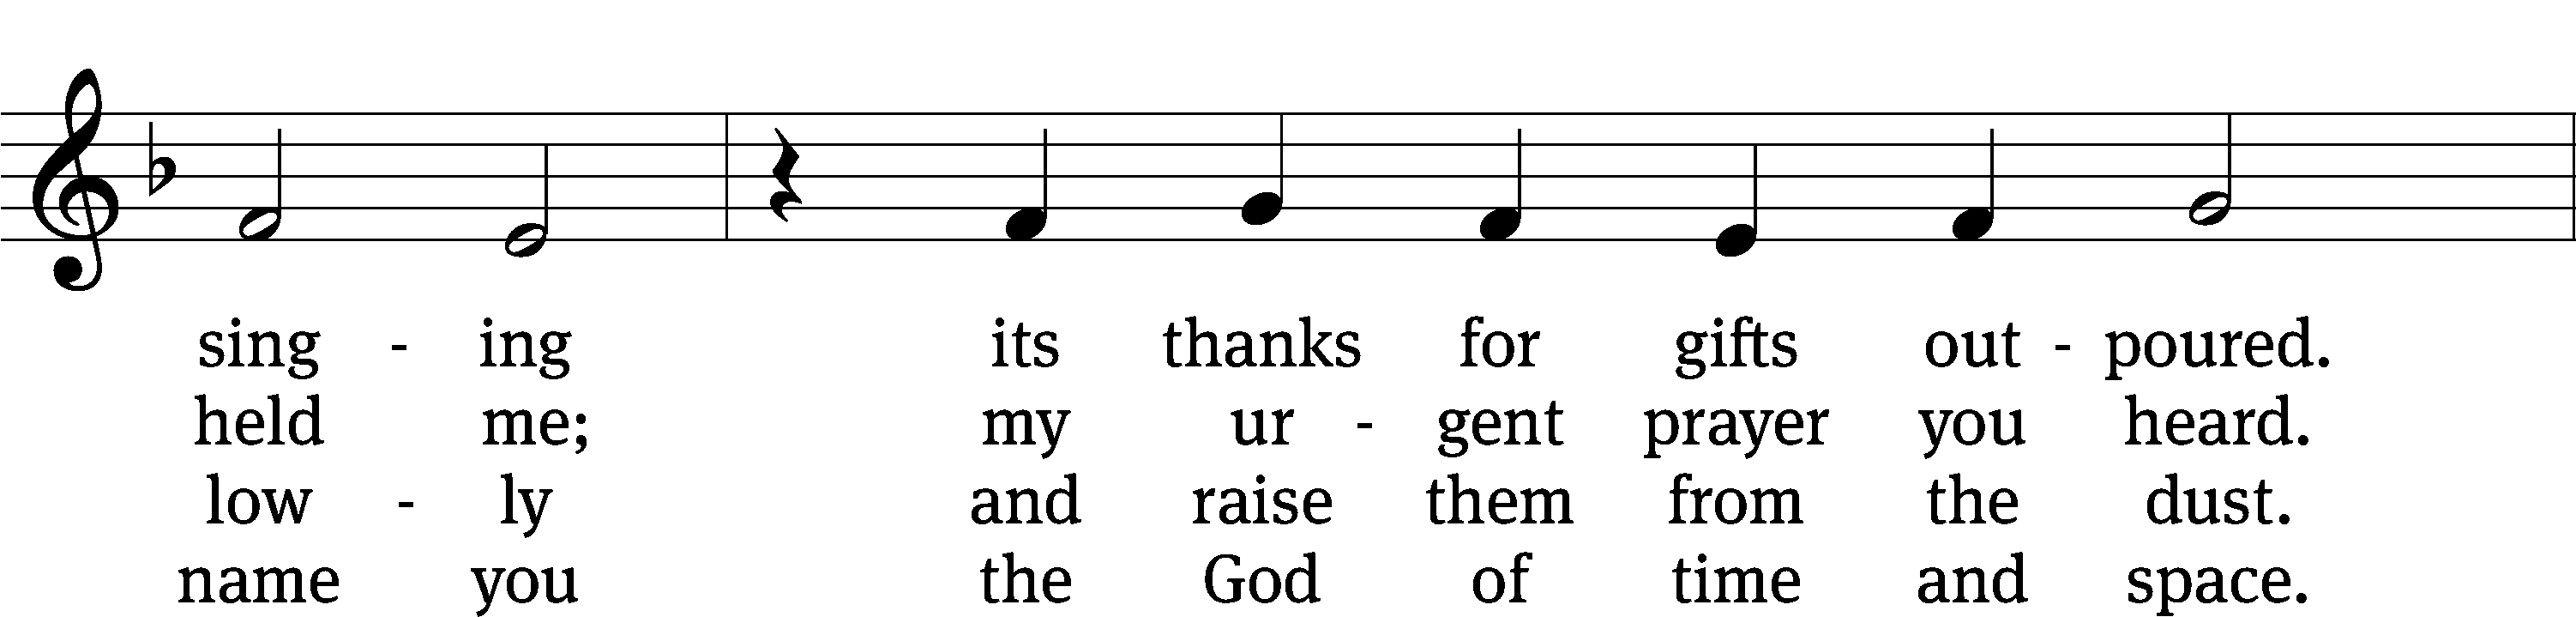 sing - ing its thanks for gifts out - poured.
held me; my ur - gent prayer you heard.
low - ly and raise them from the dust.
name you the God of time and space.